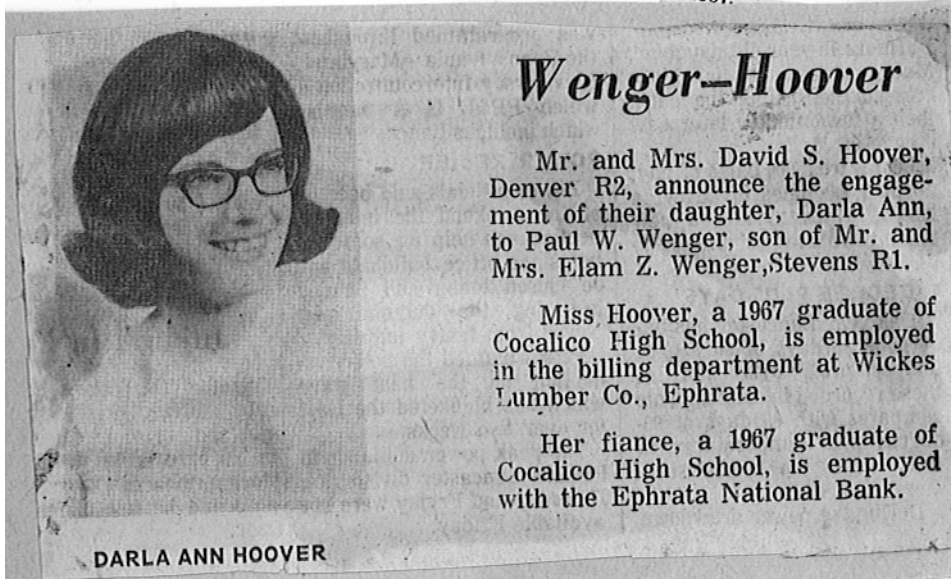 Wenger–Hoover
Mr. and Mrs. David S. Hoover,
Denver R2, announce the engage-
ment of their daughter, Darla Ann,
to Paul W. Wenger, son of Mr. and
Mrs. Elam Z. Wenger,Stevens R1.
Miss Hoover, a 1967 graduate of
Cocalico High School, is employed
in the billing department at Wickes
Lumber Co., Ephrata.
Her fiance, a 1967 graduate of
Cocalico High School, is employed
with the Ephrata National Bank.
DARLA ANN HOOVER